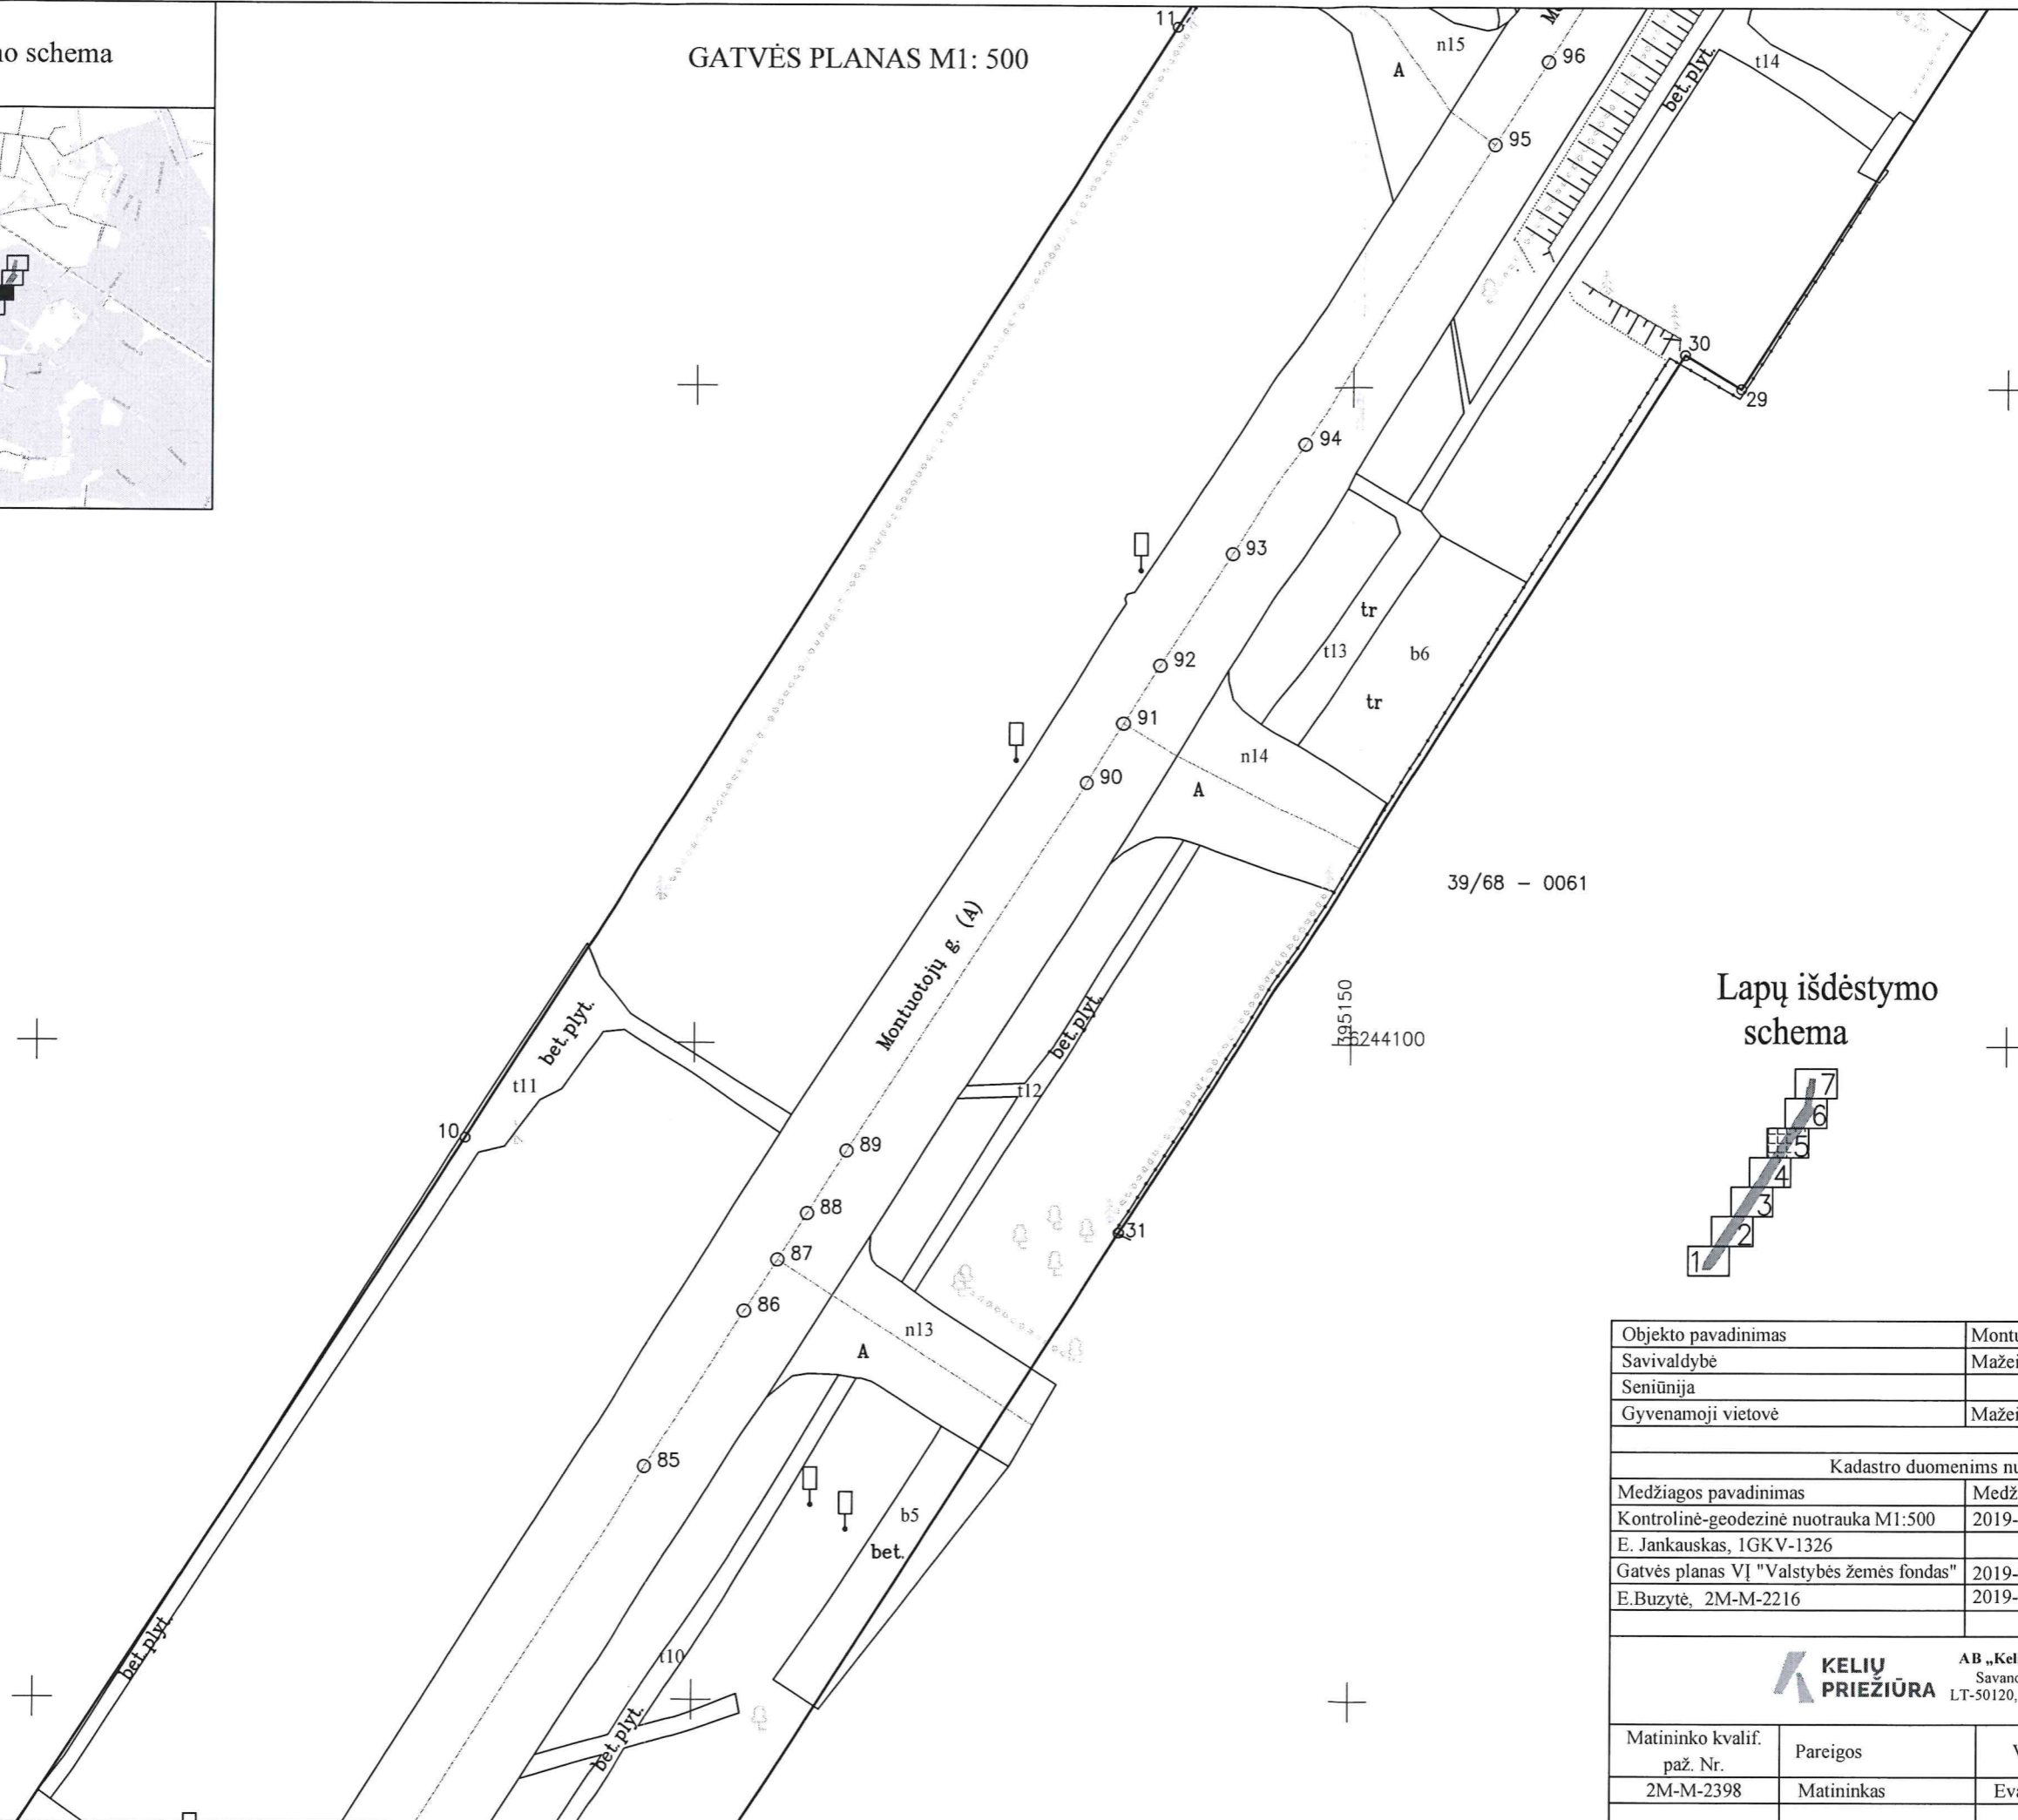 o schema
GATVĖS PLANAS M1: 500
11
n15
A
96
t14
bet.plyt.
95
30
29
94
93
tr
t13
b6
92
tr
91
n14
90
A
39/68 - 0061
Montuotojų g. (A)
395150
6244100
bet.plyt.
bet.plyt.
t11
t12
10
89
88
31
87
86
n13
A
85
b5
bet.
bet.plyt.
t10
bet.plyt.
Lapų išdėstymo
schema
7
6
5
4
3
2
1
Objekto pavadinimas
Savivaldybė
Seniūnija
Gyvenamoji vietovė
Kadastro duomenims
Medžiagos pavadinimas
Kontrolinė-geodezinė nuotrauka M1:500 2019-
E. Jankauskas, 1GKV-1326
Gatvės planas VĮ "Valstybės žemės fondas" 2019-
E.Buzytė, 2M-M-2216 2019-
KELIŲ
PRIEŽIŪRA
AB
LT-50120,
Matininko kvalif.
paž. Nr.
Pareigos
2M-M-2398 Matininkas